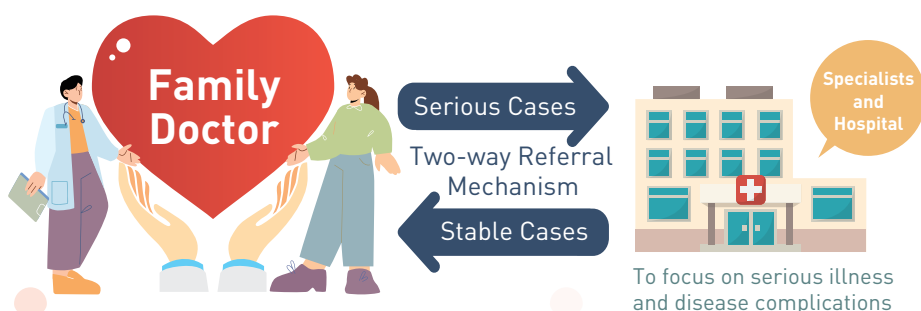 Family
Doctor
Serious Cases
Two-way Referral
Mechanism
Stable Cases
Specialists
and
Hospital
To focus on serious illness
and disease complications